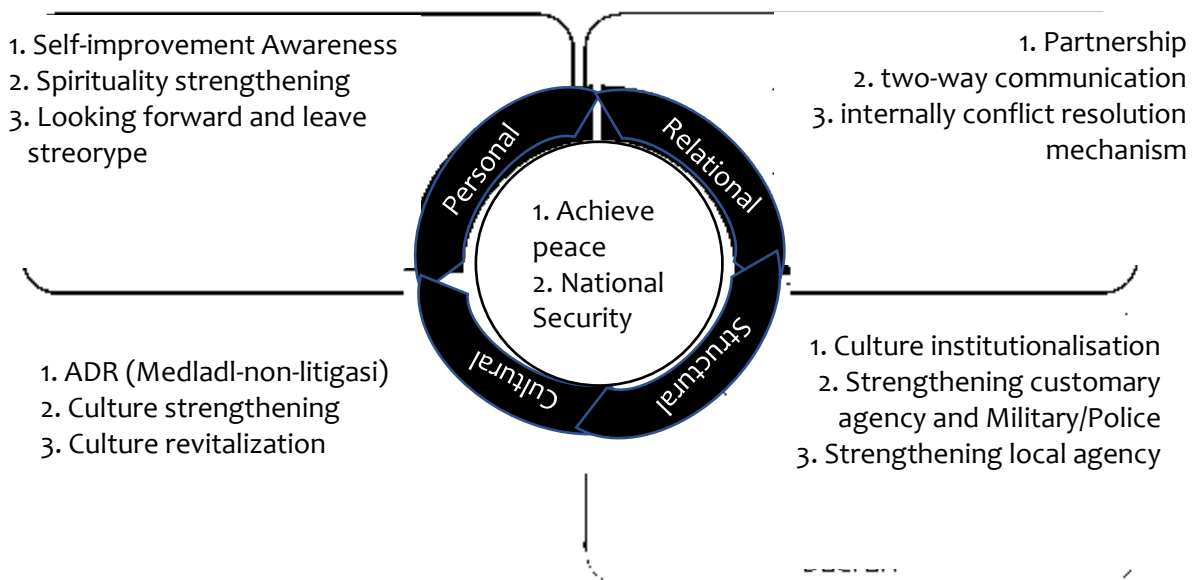 1. Self-improvement Awareness
2. Spirituality strengthening
3. Looking forward and leave
streorype
1. Partnership
2. two-way communication
3. internally conflict resolution
mechanism
Personal
Relational
1. Achieve
peace
2. National
Security
Cultural
Structural
1. ADR (Medladl-non-litigasi)
2. Culture strengthening
3. Culture revitalization
1. Culture institutionalisation
2. Strengthening customary
agency and Military/Police
3. Strengthening local agency